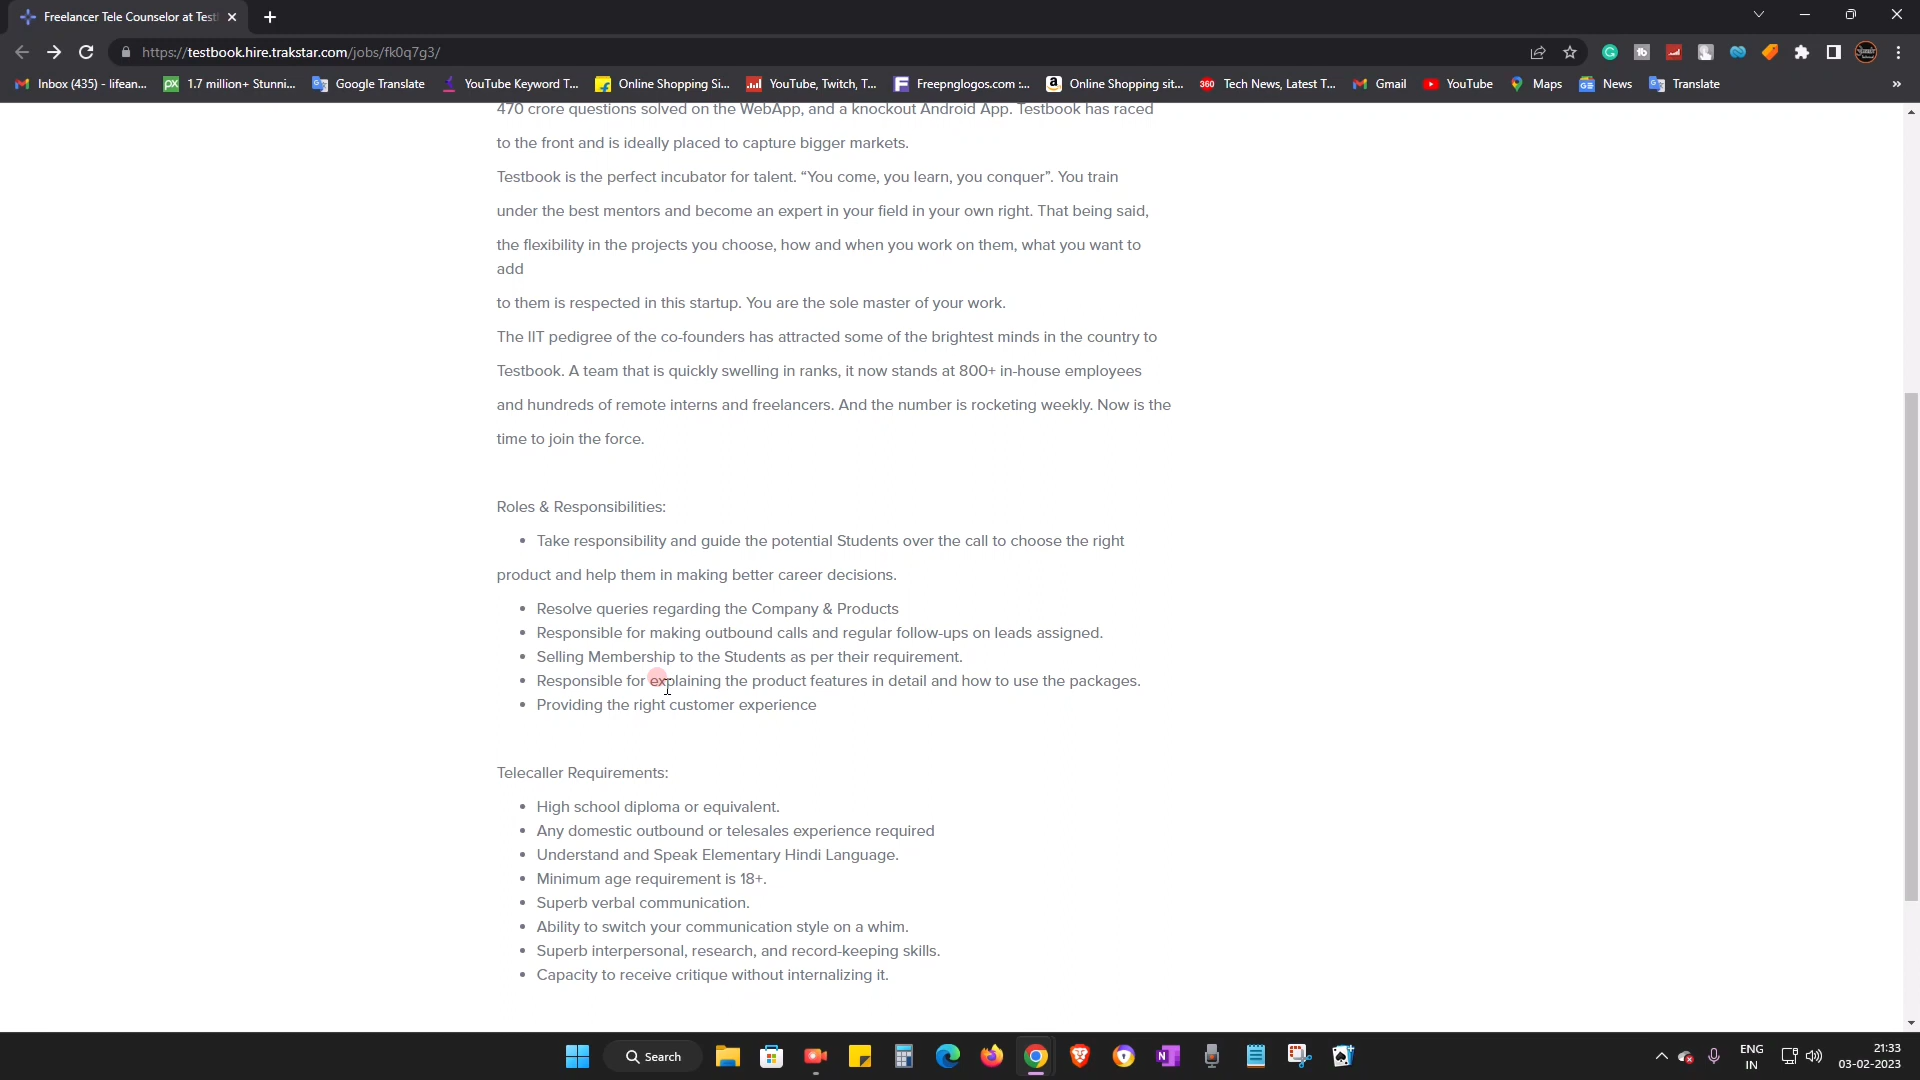 Freelancer Tele Counselor at Test
https://testbook.hire.trakstar.com/jobs/fk0q7g3/
Inbox (435) - lifean...
1.7 million+ Stunni...
Google Translate
YouTube Keyword T...
Online Shopping Si...
YouTube, Twitch, T...
Freepnglogos.com :...
Online Shopping sit...
Tech News, Latest T...
Gmail
YouTube
Maps
News
Translate
470 crore questions solved on the WebApp, and a knockout Android App. Testbook has raced
to the front and is ideally placed to capture bigger markets.
Testbook is the perfect incubator for talent. “You come, you learn, you conquer”. You train
under the best mentors and become an expert in your field in your own right. That being said,
the flexibility in the projects you choose, how and when you work on them, what you want to
add
to them is respected in this startup. You are the sole master of your work.
The IIT pedigree of the co-founders has attracted some of the brightest minds in the country to
Testbook. A team that is quickly swelling in ranks, it now stands at 800+ in-house employees
and hundreds of remote interns and freelancers. And the number is rocketing weekly. Now is the
time to join the force.
Roles & Responsibilities:
• Take responsibility and guide the potential Students over the call to choose the right
product and help them in making better career decisions.
• Resolve queries regarding the Company & Products
• Responsible for making outbound calls and regular follow-ups on leads assigned.
• Selling Membership to the Students as per their requirement.
• Responsible for explaining the product features in detail and how to use the packages.
• Providing the right customer experience
Telecaller Requirements:
• High school diploma or equivalent.
• Any domestic outbound or telesales experience required
• Understand and Speak Elementary Hindi Language.
• Minimum age requirement is 18+.
• Superb verbal communication.
• Ability to switch your communication style on a whim.
• Superb interpersonal, research, and record-keeping skills.
• Capacity to receive critique without internalizing it.
Search
ENG
IN
21:33
03-02-2023